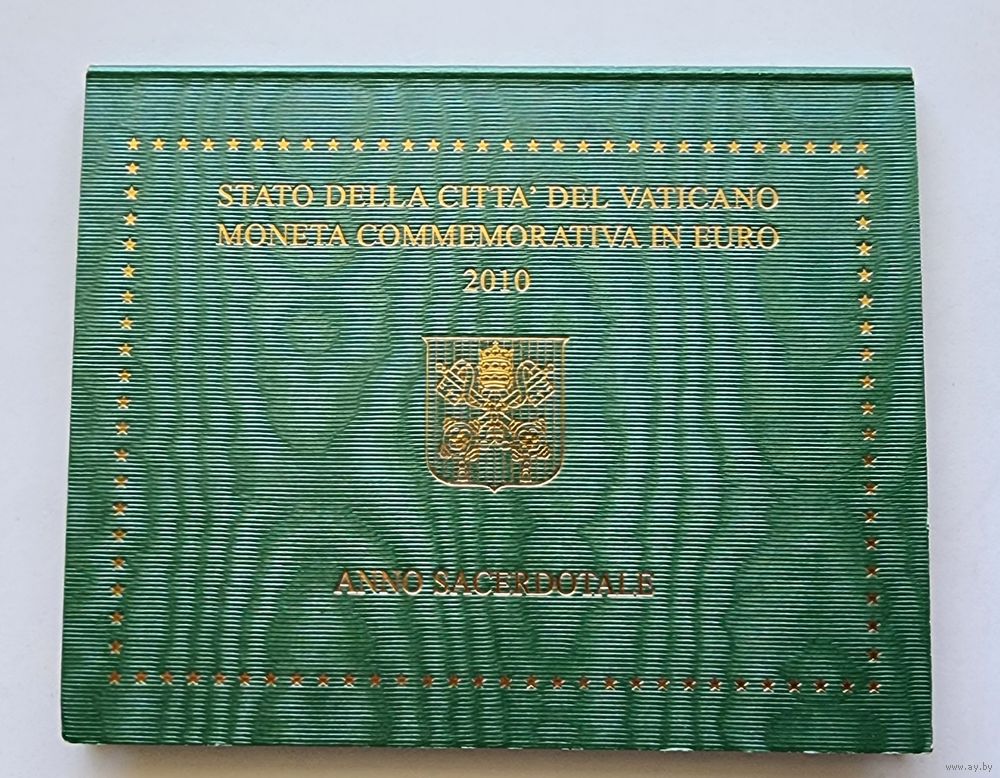 STATO DELLA CITTA' DEL VATICANO
MONETA COMMEMORATIVA IN EURO
2010
ANNO SACERDOTALE
www.ay.by